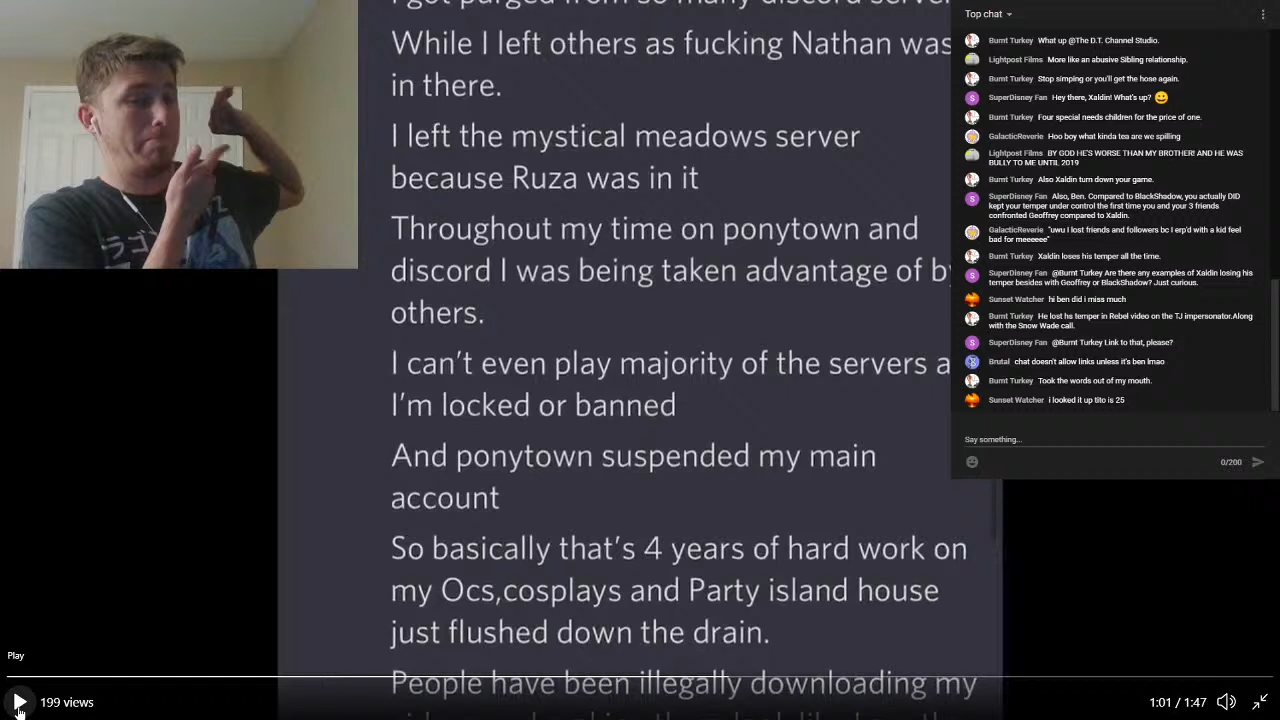 I got purged from so many discord server
While I left others as fucking Nathan was
in there.
I left the mystical meadows server
because Ruza was in it
Throughout my time on ponytown and
discord I was being taken advantage of by
others.
I can't even play majority of the servers a
I'm locked or banned
And ponytown suspended my main
account
So basically that's 4 years of hard work on
my Ocs,cosplays and Party island house
just flushed down the drain.
People have been illegally downloading my
Top chat
Burnt Turkey What up @The D.T. Channel Studio.
Lightpost Films More like an abusive Sibling relationship.
Burnt Turkey Stop simping or you'll get the hose again.
SuperDisney Fan Hey there, Xaldin! What's up? 😀
Burnt Turkey Four special needs children for the price of one.
GalacticReverie Hoo boy what kinda tea are we spilling
Lightpost Films BY GOD HE'S WORSE THAN MY BROTHER! AND HE WAS
BULLY TO ME UNTIL 2019
Burnt Turkey Also Xaldin turn down your game.
SuperDisney Fan Also, Ben. Compared to BlackShadow, you actually DID
kept your temper under control the first time you and your 3 friends
confronted Geoffrey compared to Xaldin.
GalacticReverie "uwu i lost friends and followers bc I erp'd with a kid feel
bad for meeeeee"
Burnt Turkey Xaldin loses his temper all the time.
SuperDisney Fan @Burnt Turkey Are there any examples of Xaldin losing his
temper besides with Geoffrey or BlackShadow? Just curious.
Sunset Watcher hi ben did i miss much
Burnt Turkey He lost his temper in Rebel video on the TJ impersonator.Along
with the Snow Wade call.
SuperDisney Fan @Burnt Turkey Link to that, please?
Brutal chat doesn't allow links unless it's ben lmao
Burnt Turkey Took the words out of my mouth.
Sunset Watcher i looked it up tito is 25
Say something...
0/200
Play
199 views
1:01 / 1:47